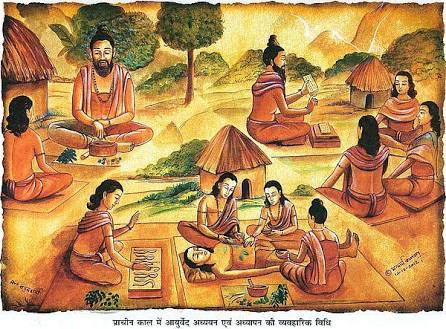 प्राचीन काल में आयुर्वेद अध्ययन एवं अध्यापन की व्यवहारिक विधि